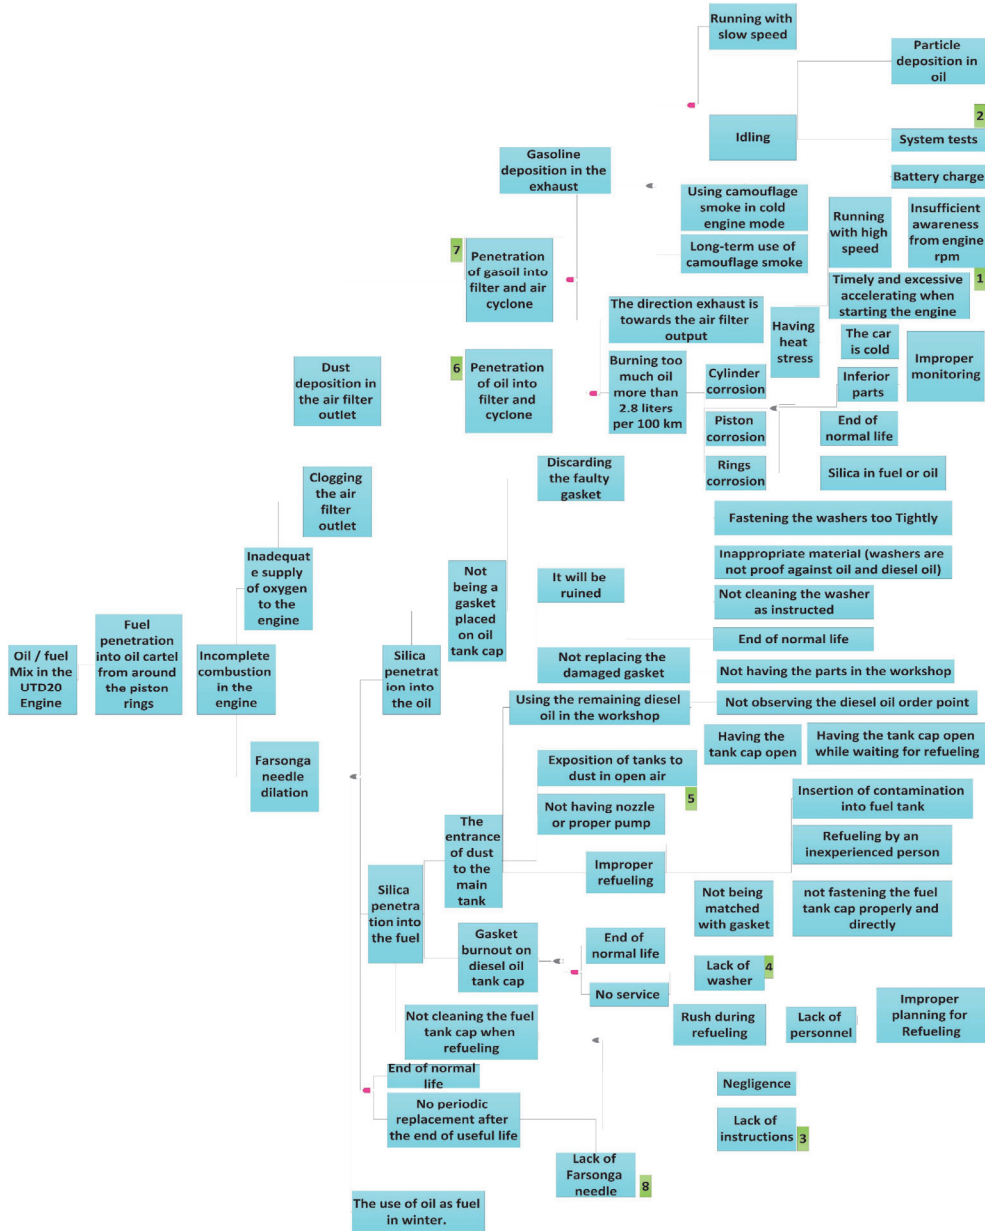 Running
with slow
speed
Particle
deposition in
oil
2
Idling
System tests
Gasoline
deposition in the
exhaust
Battery charge
Using camouflage
smoke in cold
engine mode
Running
with high
speed
Insufficient
awareness
from engine
rpm
7
Penetration
of gasoil into
filter and air
cyclone
Long-term use of
camouflage smoke
1
Timely and excessive
accelerating when
starting the engine
The direction exhaust is
towards the air filter
output
Having
heat
stress
The car
is cold
Improper
monitoring
Dust
deposition in
the air filter
outlet
6
Penetration
of oil into
filter and
cyclone
Burning too
much oil
more than
2.8 liters
per 100 km
Cylinder
corrosion
Inferior
parts
Piston
corrosion
End of
normal life
Rings
corrosion
Silica in fuel or oil
Discarding
the faulty
gasket
Clogging
the air
filter
outlet
Fastening the washers too Tightly
Inadequat
e supply
of oxygen
to the
engine
Not
being a
gasket
placed
on oil
tank cap
It will be
ruined
Inappropriate material (washers are
not proof against oil and diesel oil)
Not cleaning the washer
as instructed
End of normal life
Oil / fuel
Mix in the
UTD20
Engine
Fuel
penetration
into oil cartel
from around
the piston
rings
Incomplete
combustion
in the
engine
Silica
penetrat
ion into
the oil
Not replacing the
damaged gasket
Not having the parts in the workshop
Using the remaining diesel
oil in the workshop
Not observing the diesel oil order point
Having the
tank cap open
Having the tank cap open
while waiting for refueling
Farsonga
needle
dilation
Exposition of tanks to
dust in open air
5
Insertion of contamination
into fuel tank
Not having nozzle
or proper pump
The
entrance
of dust
to the
main
tank
Improper
refueling
Refueling by an
inexperienced person
Silica
penetra
tion into
the fuel
Not being
matched
with gasket
not fastening the fuel
tank cap properly and
directly
Gasket
burnout on
diesel oil
tank cap
End of
normal life
Lack of
washer
4
No service
Rush during
refueling
Lack of
personnel
Improper
planning for
Refueling
Not cleaning the fuel
tank cap when
refueling
End of normal
life
Negligence
No periodic
replacement after
the end of useful life
Lack of
instructions
3
Lack of
Farsonga
needle
8
The use of oil as fuel
in winter.